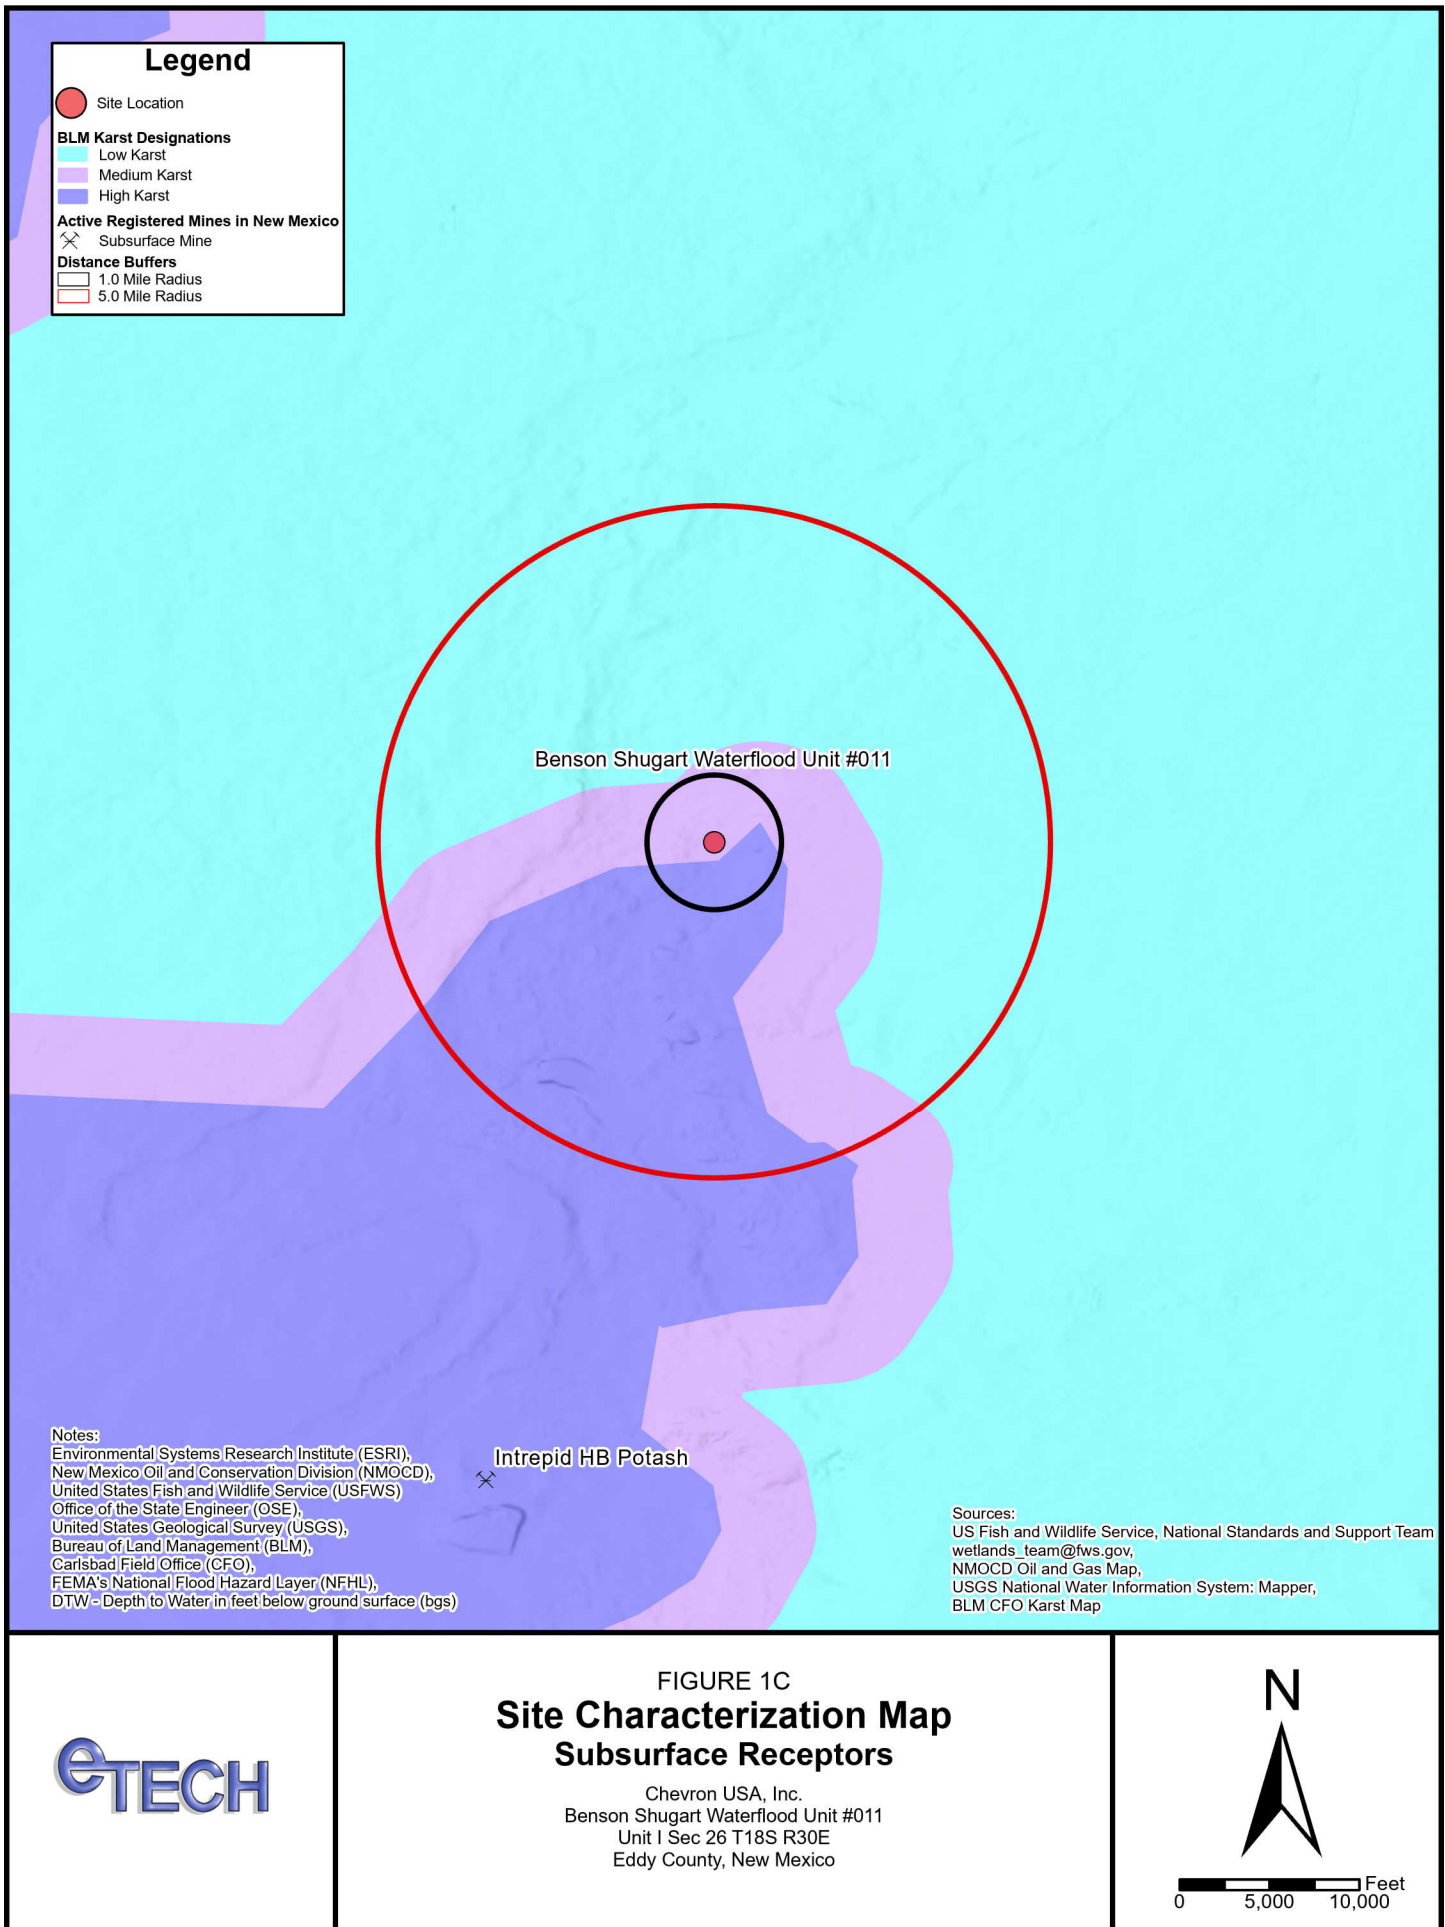 Legend
Site Location
BLM Karst Designations
Low Karst
Medium Karst
High Karst
Active Registered Mines in New Mexico
Subsurface Mine
Distance Buffers
1.0 Mile Radius
5.0 Mile Radius
Benson Shugart Waterflood Unit #011
Intrepid HB Potash
Notes:
Environmental Systems Research Institute (ESRI),
New Mexico Oil and Conservation Division (NMOCD),
United States Fish and Wildlife Service (USFWS)
Office of the State Engineer (OSE),
United States Geological Survey (USGS),
Bureau of Land Management (BLM),
Carlsbad Field Office (CFO),
FEMA's National Flood Hazard Layer (NFHL),
DTW - Depth to Water in feet below ground surface (bgs)
Sources:
US Fish and Wildlife Service, National Standards and Support Team
wetlands_team@fws.gov,
NMOCD Oil and Gas Map,
USGS National Water Information System: Mapper,
BLM CFO Karst Map
eTECH
FIGURE 1C
Site Characterization Map
Subsurface Receptors
Chevron USA, Inc.
Benson Shugart Waterflood Unit #011
Unit I Sec 26 T18S R30E
Eddy County, New Mexico
N
Feet
0 5,000 10,000